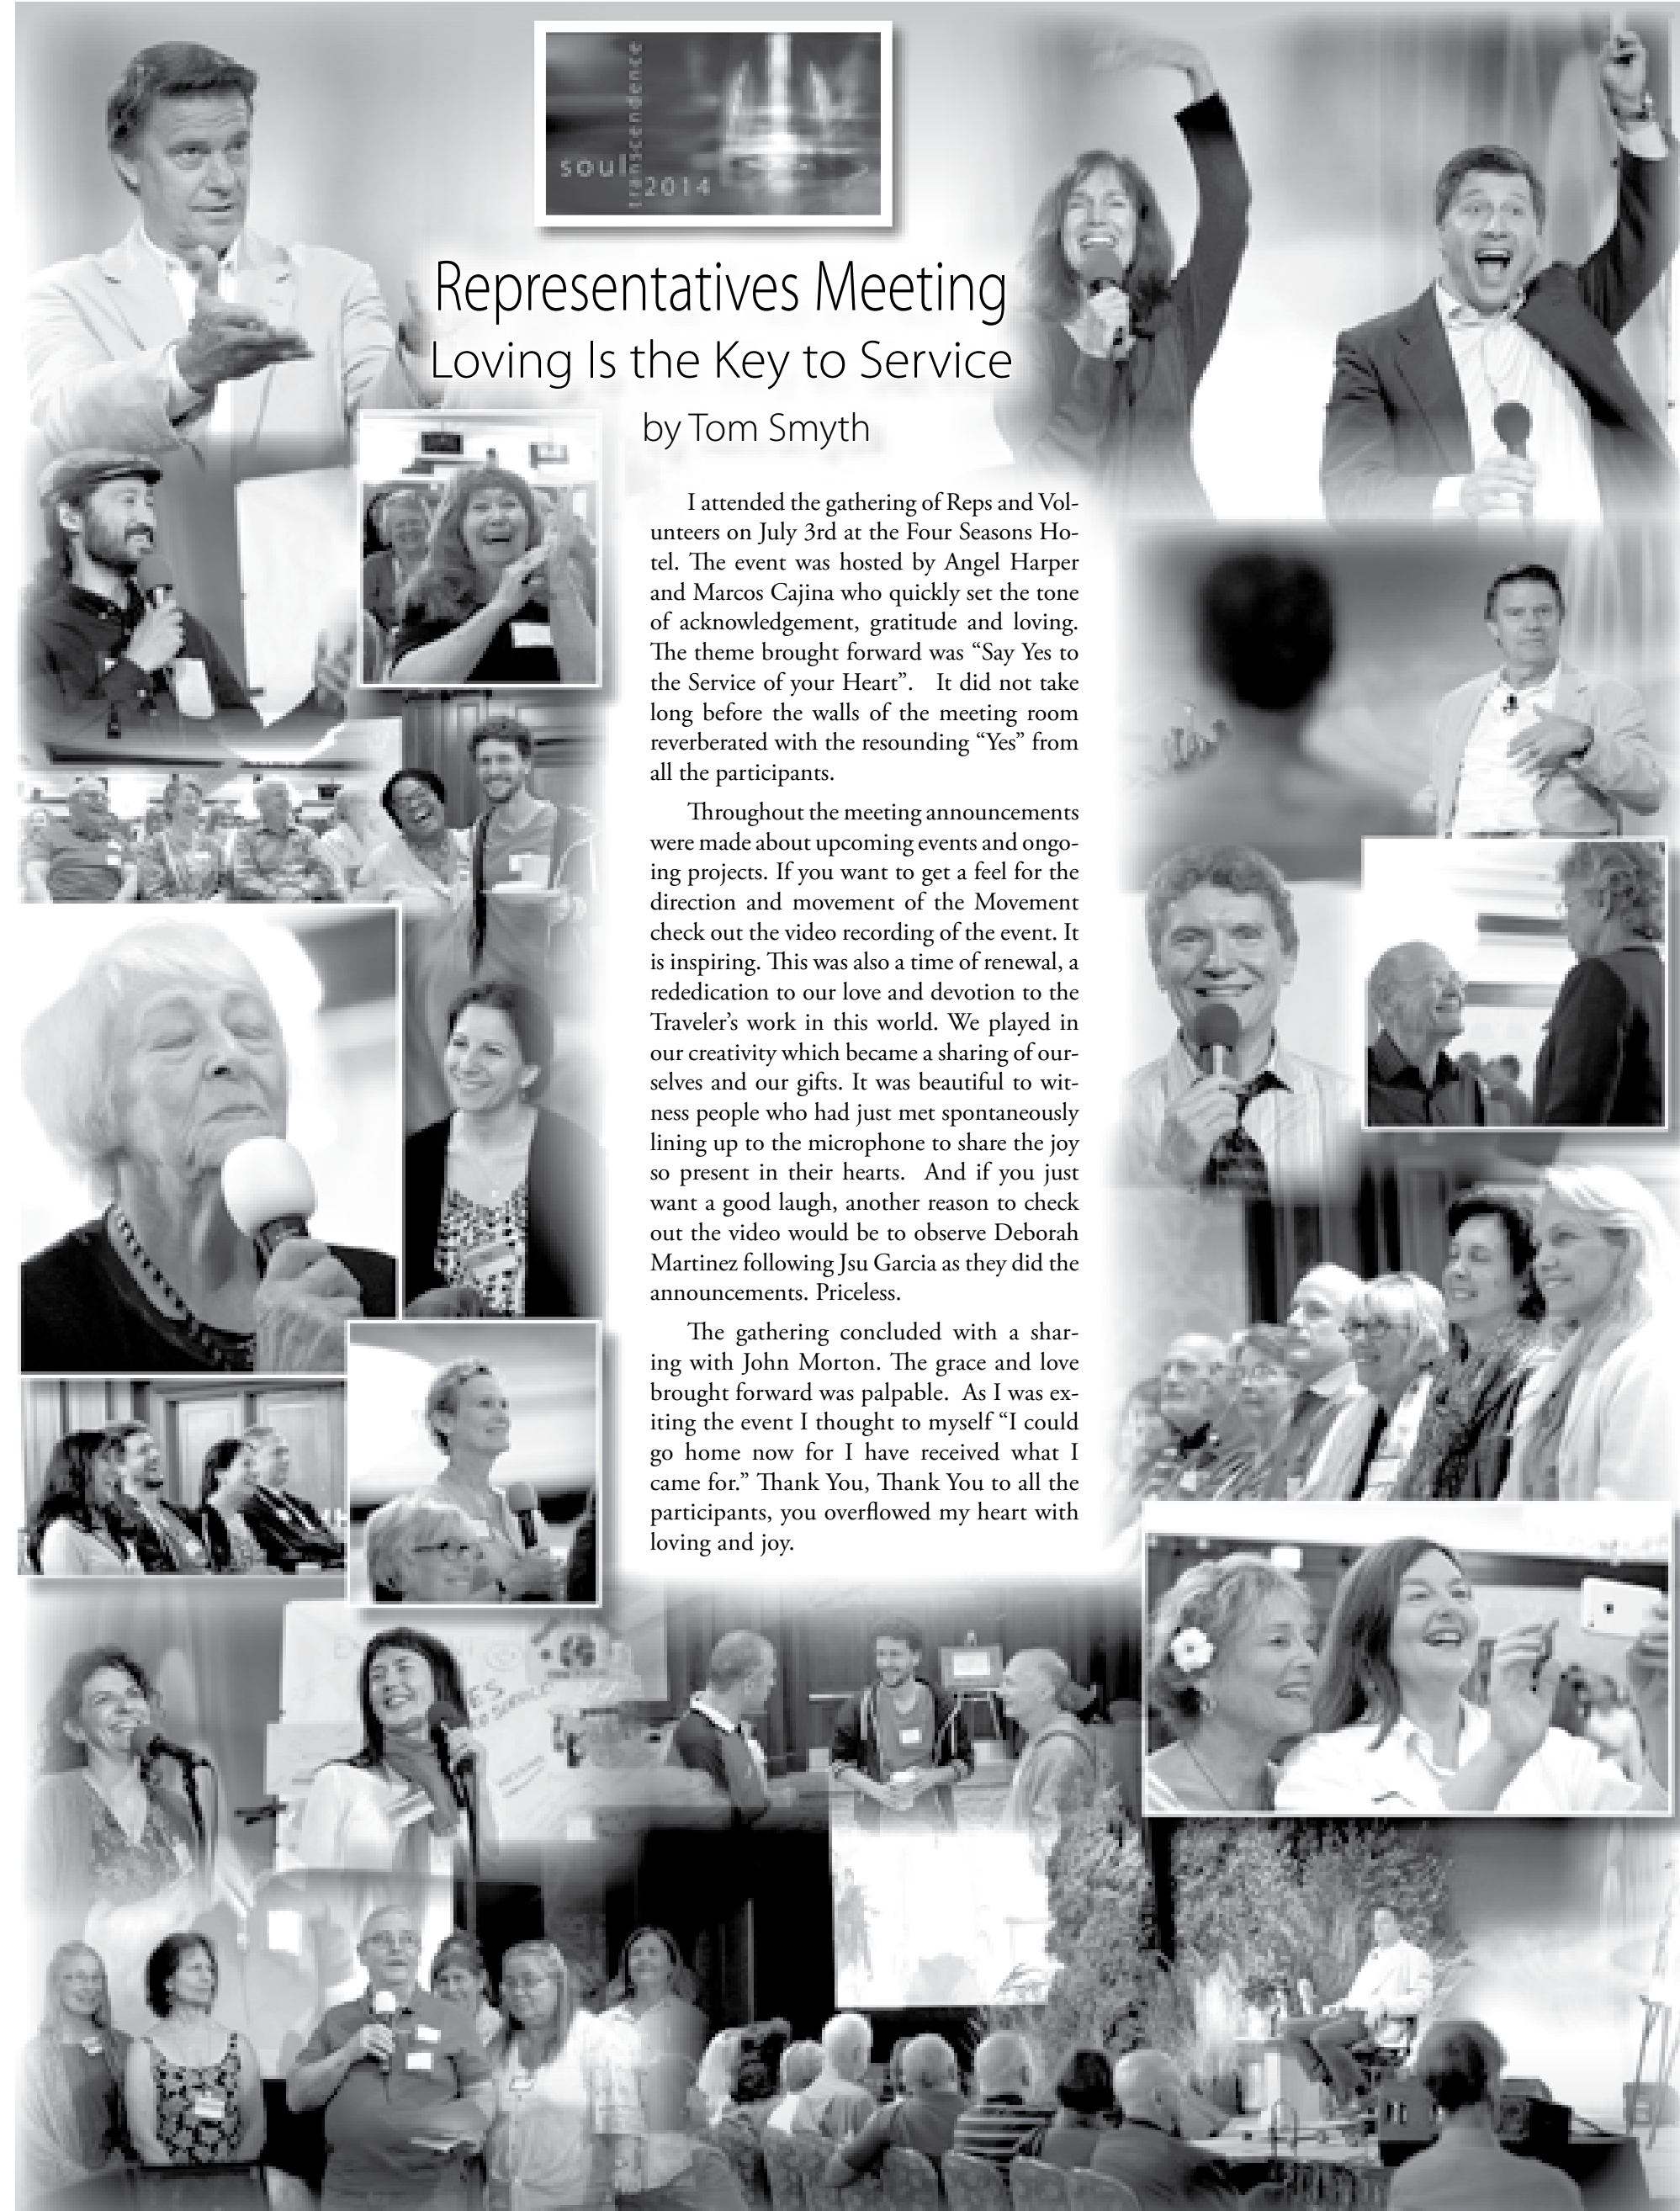 soul
transcendence
2014
Representatives Meeting
Loving Is the Key to Service
by Tom Smyth
I attended the gathering of Reps and Vol-
unteers on July 3rd at the Four Seasons Ho-
tel. The event was hosted by Angel Harper
and Marcos Cajina who quickly set the tone
of acknowledgement, gratitude and loving.
The theme brought forward was “Say Yes to
the Service of your Heart”. It did not take
long before the walls of the meeting room
reverberated with the resounding “Yes” from
all the participants.
Throughout the meeting announcements
were made about upcoming events and ongo-
ing projects. If you want to get a feel for the
direction and movement of the Movement
check out the video recording of the event. It
is inspiring. This was also a time of renewal, a
rededication to our love and devotion to the
Traveler’s work in this world. We played in
our creativity which became a sharing of our-
selves and our gifts. It was beautiful to wit-
ness people who had just met spontaneously
lining up to the microphone to share the joy
so present in their hearts. And if you just
want a good laugh, another reason to check
out the video would be to observe Deborah
Martinez following Jsu Garcia as they did the
announcements. Priceless.
The gathering concluded with a shar-
ing with John Morton. The grace and love
brought forward was palpable. As I was ex-
iting the event I thought to myself “I could
go home now for I have received what I
came for.” Thank You, Thank You to all the
participants, you overflowed my heart with
loving and joy.